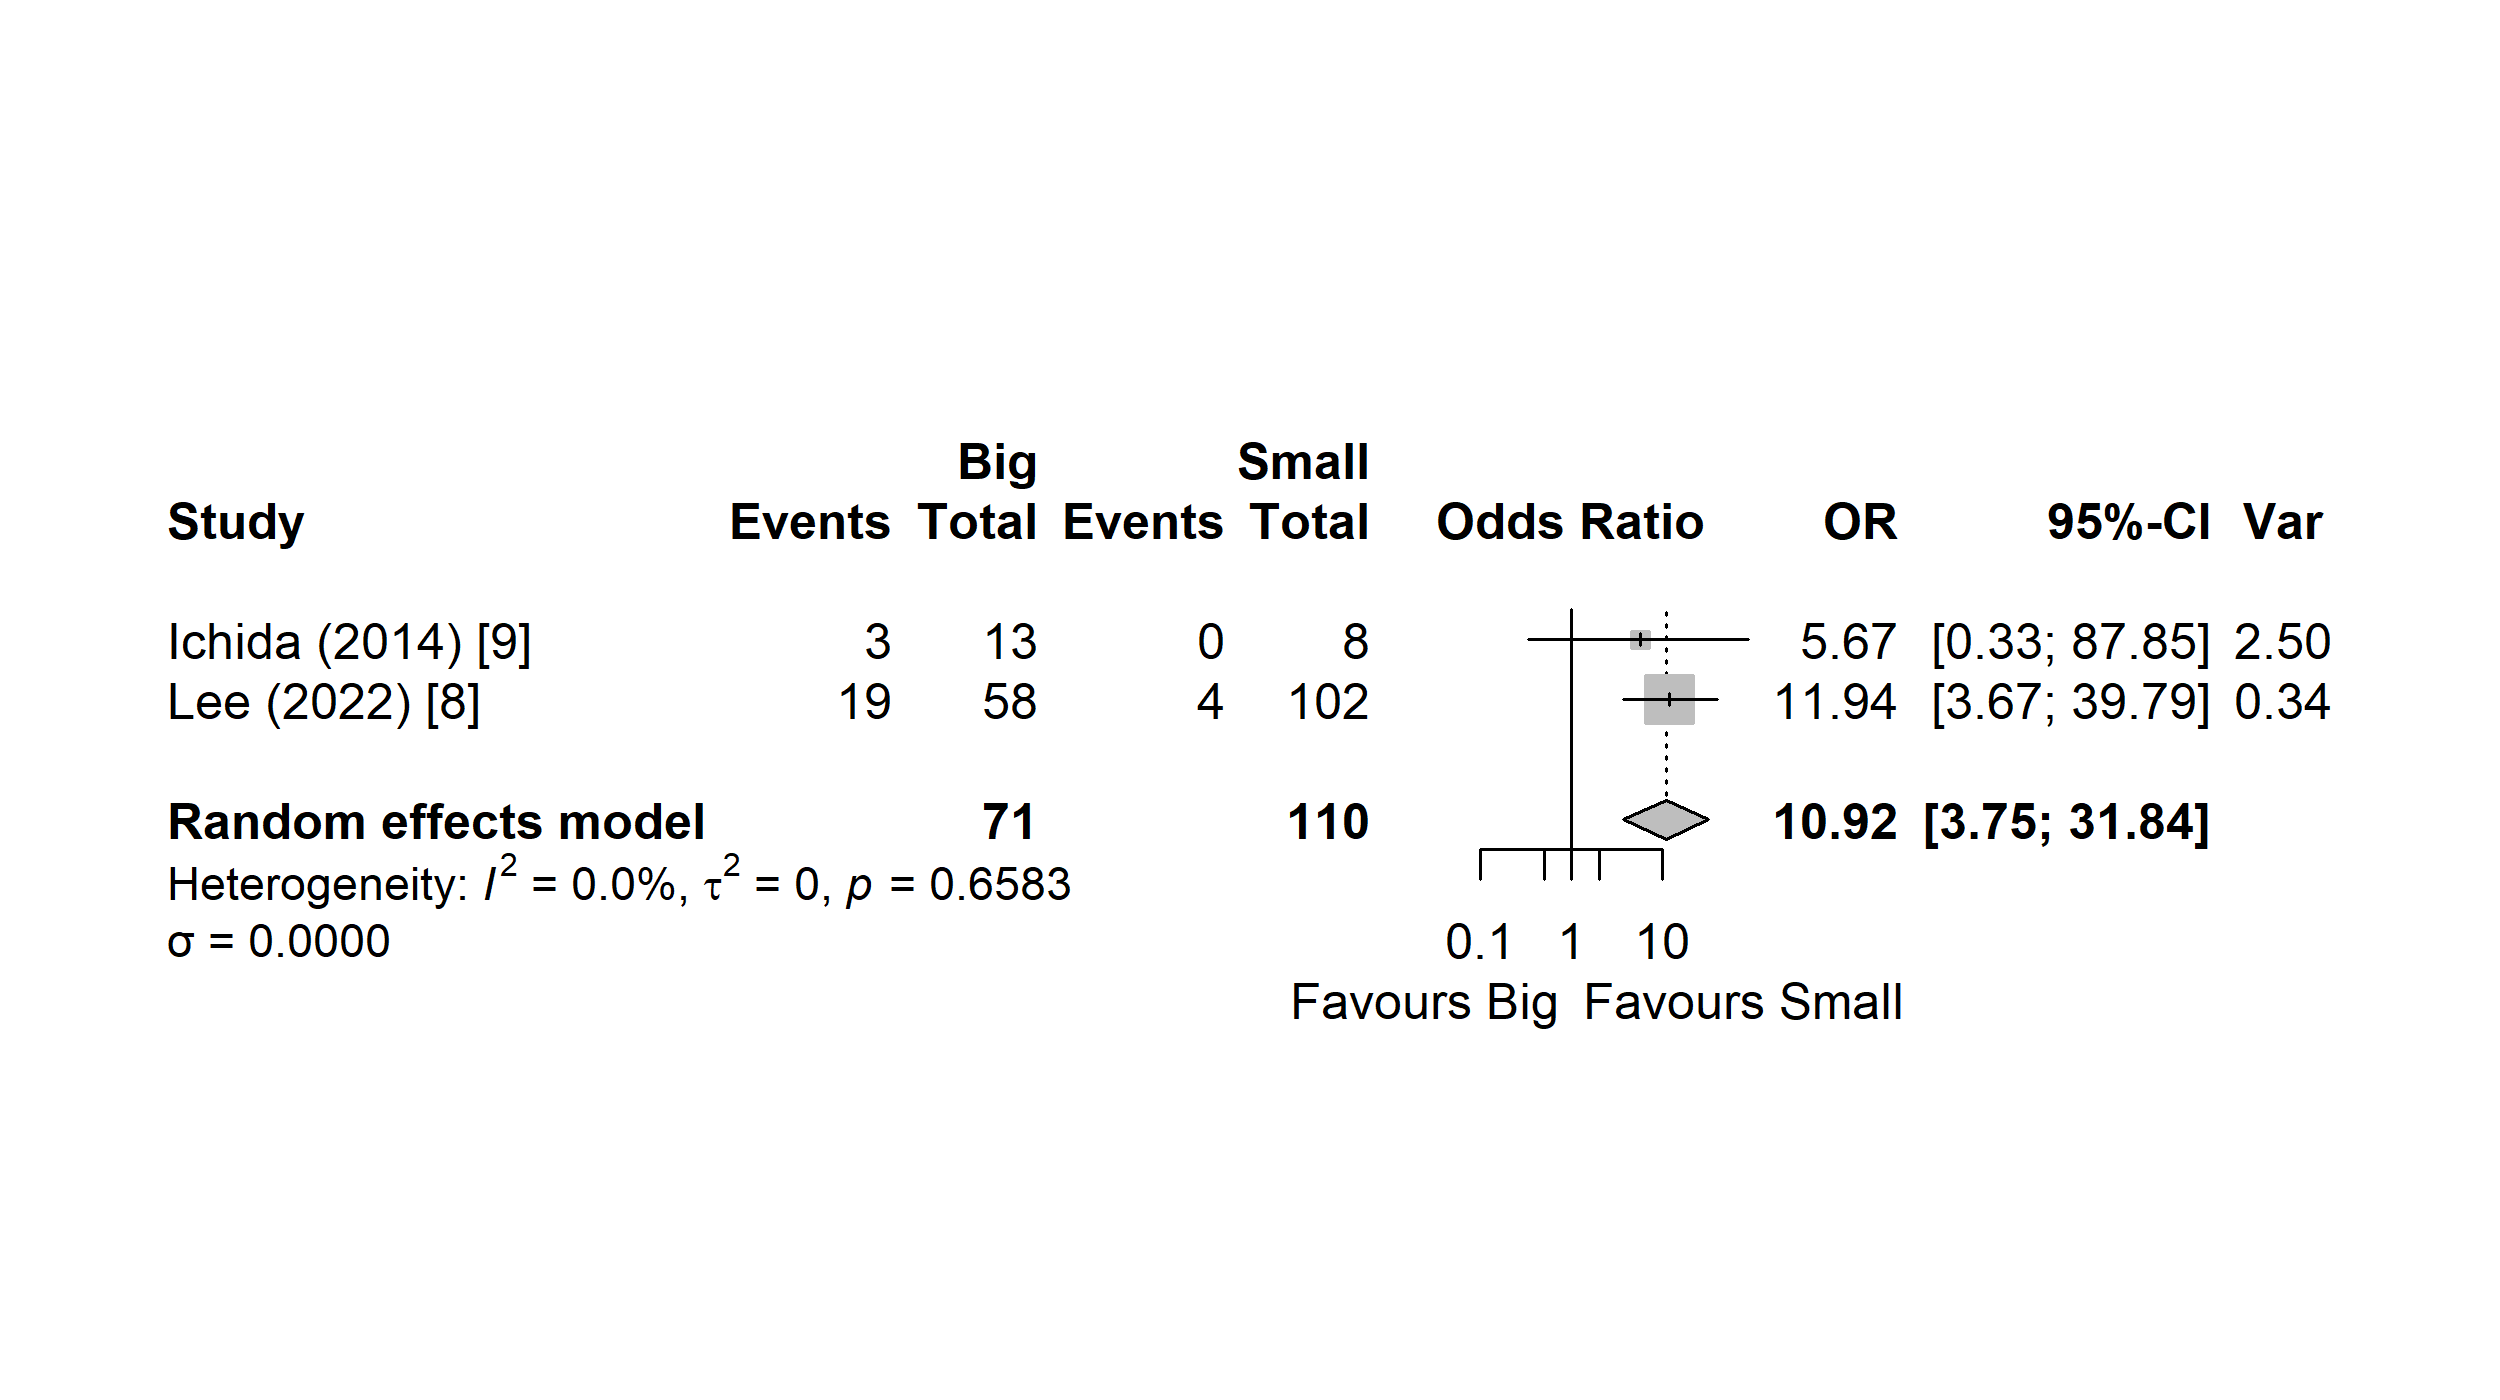 Big Small
Study Events Total Events Total Odds Ratio OR 95%-CI Var
Ichida (2014) [9] 3 13 0 8 5.67 [0.33; 87.85] 2.50
Lee (2022) [8] 19 58 4 102 11.94 [3.67; 39.79] 0.34
Random effects model 71 110 10.92 [3.75; 31.84]
Heterogeneity: I² = 0.0%, τ² = 0, p = 0.6583
σ = 0.0000
0.1 1 10
Favours Big Favours Small